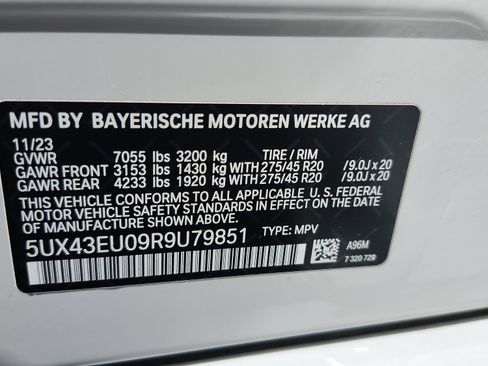 MFD BY BAYERISCHE MOTOREN WERKE AG
11/23
GVWR 7055 lbs 3200 kg TIRE / RIM
GAWR FRONT 3153 lbs 1430 kg WITH 275/45 R20 /9.0J x 20
GAWR REAR 4233 lbs 1920 kg WITH 275/45 R20 /9.0J x 20
THIS VEHICLE CONFORMS TO ALL APPLICABLE U. S. FEDERAL
MOTOR VEHICLE SAFETY STANDARDS IN EFFECT ON THE DATE OF
MANUFACTURE SHOWN ABOVE.
5UX43EU09R9U79851 TYPE: MPV
A96M
7 320 729